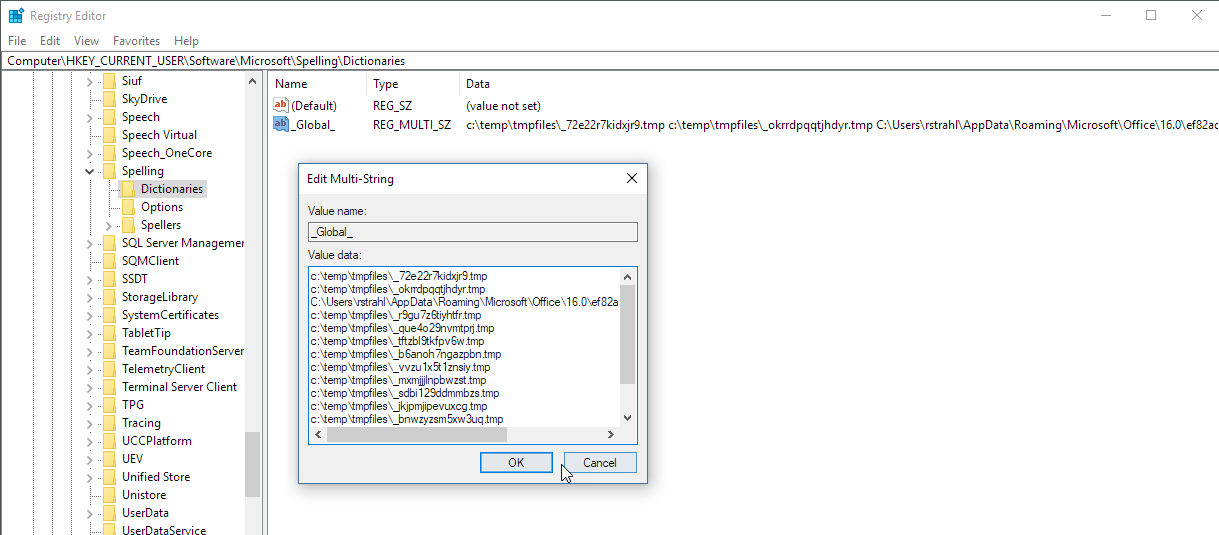 Registry Editor
File Edit View Favorites Help
Computer\HKEY_CURRENT_USER\Software\Microsoft\Spelling\Dictionaries
Siuf
SkyDrive
Speech
Speech Virtual
Speech_OneCore
Spelling
Dictionaries
Options
Spellers
SQL Server Managemer
SQMClient
SSDT
StorageLibrary
SystemCertificates
TabletTip
TeamFoundationServer
TelemetryClient
Terminal Server Client
TPG
Tracing
UCCPlatform
UEV
Unified Store
Unistore
UserData
UserDataService
Name Type Data
ab (Default) REG_SZ (value not set)
ab _Global_ REG_MULTI_SZ c:\temp\tmpfiles\_72e22r7kidxjr9.tmp c:\temp\tmpfiles\_okrrdpqqtjhdyr.tmp C:\Users\rstrahl\AppData\Roaming\Microsoft\Office\16.0\ef82ac
Edit Multi-String
Value name:
_Global_
Value data:
c:\temp\tmpfiles\_72e22r7kidxjr9.tmp
c:\temp\tmpfiles\_okrrdpqqtjhdyr.tmp
C:\Users\rstrahl\AppData\Roaming\Microsoft\Office\16.0\ef82a
c:\temp\tmpfiles\_r9gu7z6tiyhtfr.tmp
c:\temp\tmpfiles\_que4o29nvmtprj.tmp
c:\temp\tmpfiles\_tftzbl9tkfpv6w.tmp
c:\temp\tmpfiles\_b6anoh7ngazpbn.tmp
c:\temp\tmpfiles\_vvzu1x5t1znsiy.tmp
c:\temp\tmpfiles\_mxmjjjlnpbwzst.tmp
c:\temp\tmpfiles\_sdbi129ddmmbzs.tmp
c:\temp\tmpfiles\_jkjpmjipevuxcg.tmp
c:\temp\tmpfiles\_bnwzyzsm5xw3uq.tmp
OK Cancel